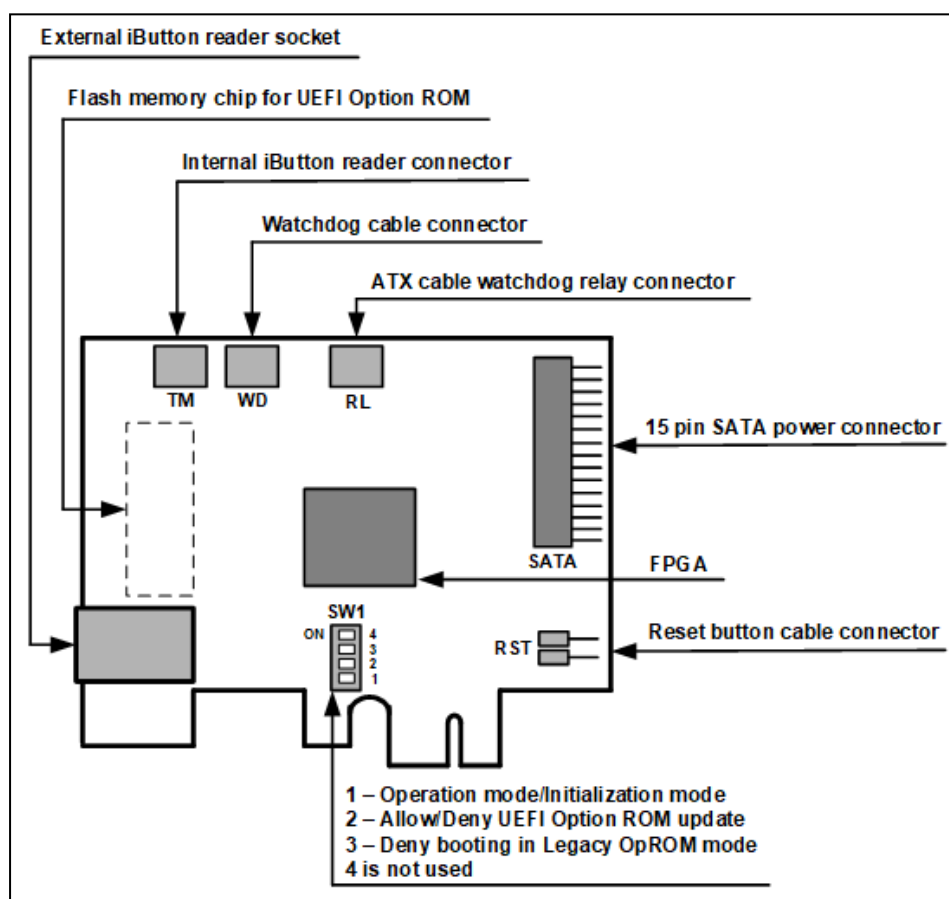 External iButton reader socket
Flash memory chip for UEFI Option ROM
Internal iButton reader connector
Watchdog cable connector
ATX cable watchdog relay connector
TM
WD
RL
15 pin SATA power connector
SATA
FPGA
SW1
ON
4
3
2
1
RST
Reset button cable connector
1 – Operation mode/Initialization mode
2 – Allow/Deny UEFI Option ROM update
3 – Deny booting in Legacy OpROM mode
4 is not used